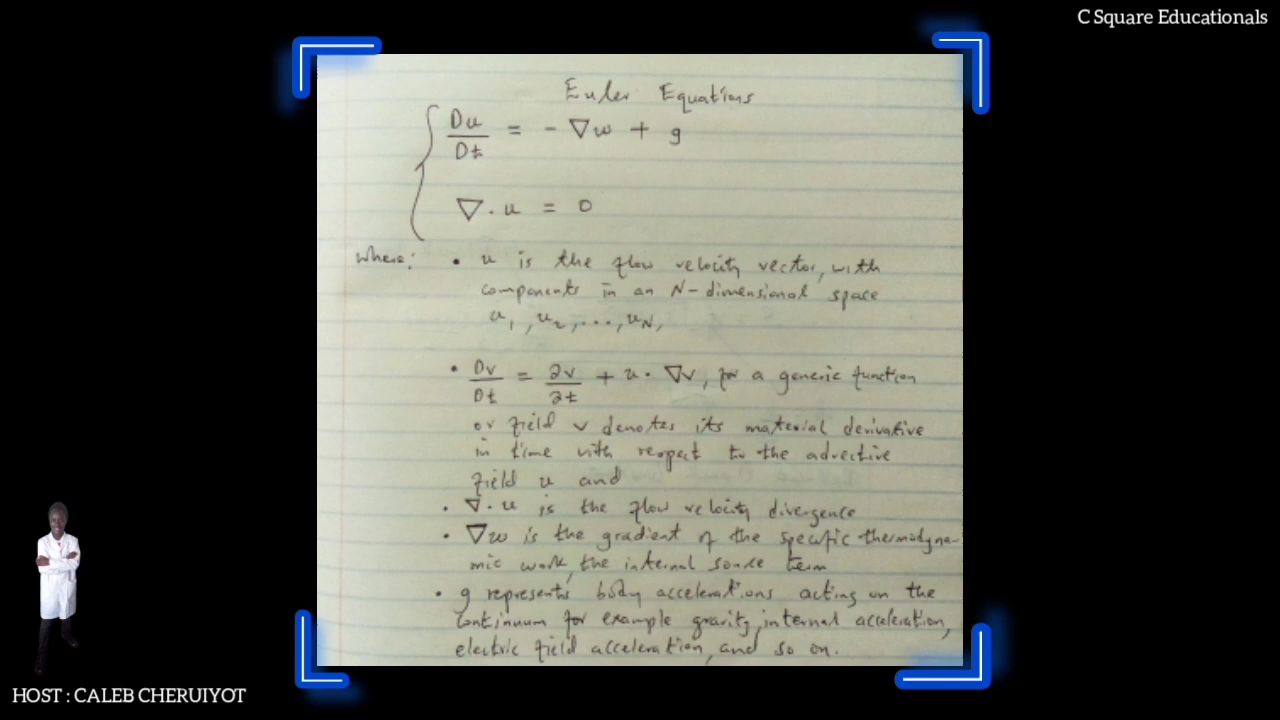 C Square Educationals
Euler Equations
Du/Dt = - ∇w + g
∇ . u = 0
where: • u is the flow velocity vector, with
components in an N-dimensional space
u₁, u₂, ..., uN,
• Dv/Dt = ∂v/∂t + u . ∇v, for a generic function
or field v denotes its material derivative
in time with respect to the advective
field u and
• ∇ . u is the flow velocity divergence
• ∇w is the gradient of the specific thermodyna-
mic work, the internal source term
• g represents body accelerations acting on the
continuum for example gravity, internal acceleration,
electric field acceleration, and so on.
HOST : CALEB CHERUIYOT